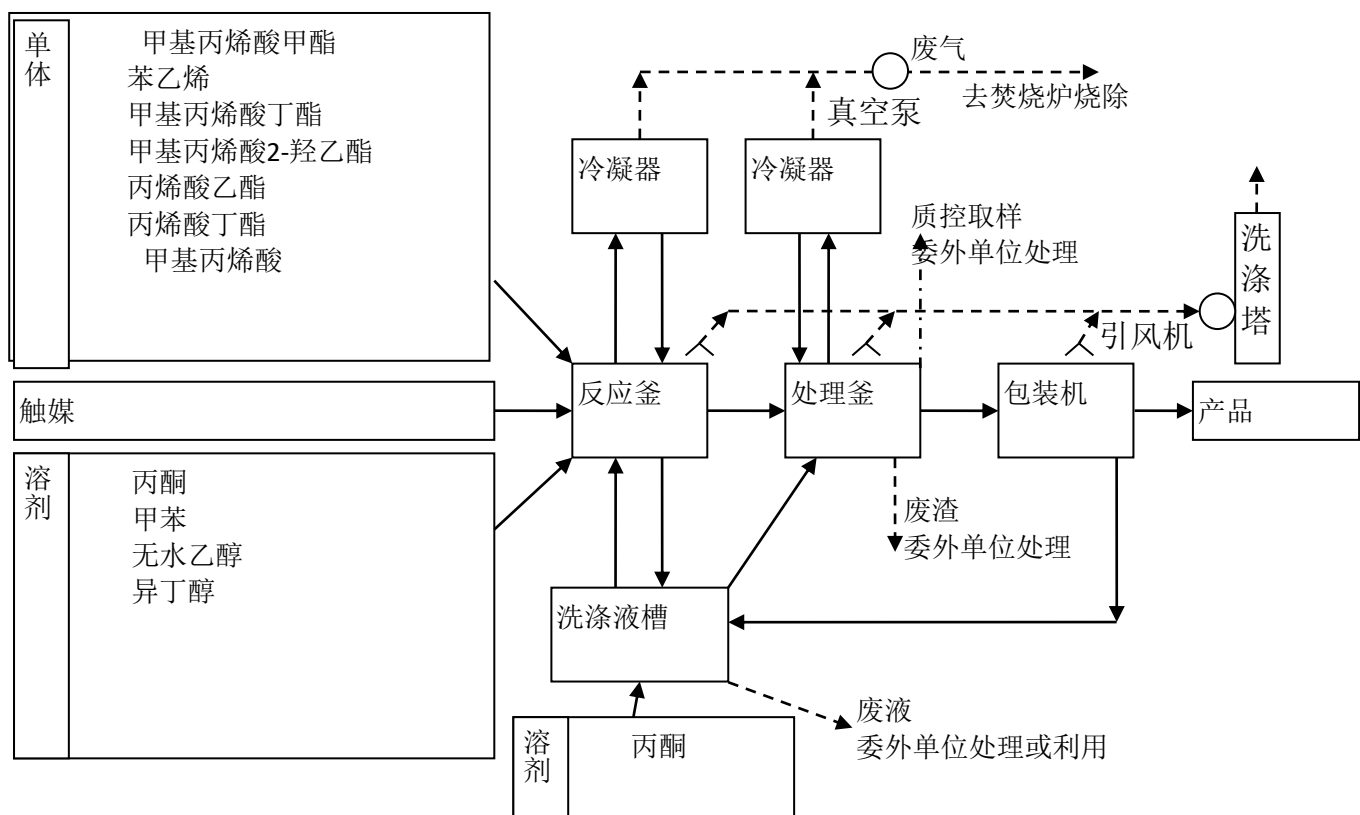 单体
甲基丙烯酸甲酯
苯乙烯
甲基丙烯酸丁酯
甲基丙烯酸2-羟乙酯
丙烯酸乙酯
丙烯酸丁酯
甲基丙烯酸
触媒
溶剂
丙酮
甲苯
无水乙醇
异丁醇
冷凝器
冷凝器
废气
真空泵
去焚烧炉烧除
质控取样
委外单位处理
洗涤塔
引风机
反应釜
处理釜
包装机
产品
废渣
委外单位处理
洗涤液槽
废液
委外单位处理或利用
溶剂
丙酮